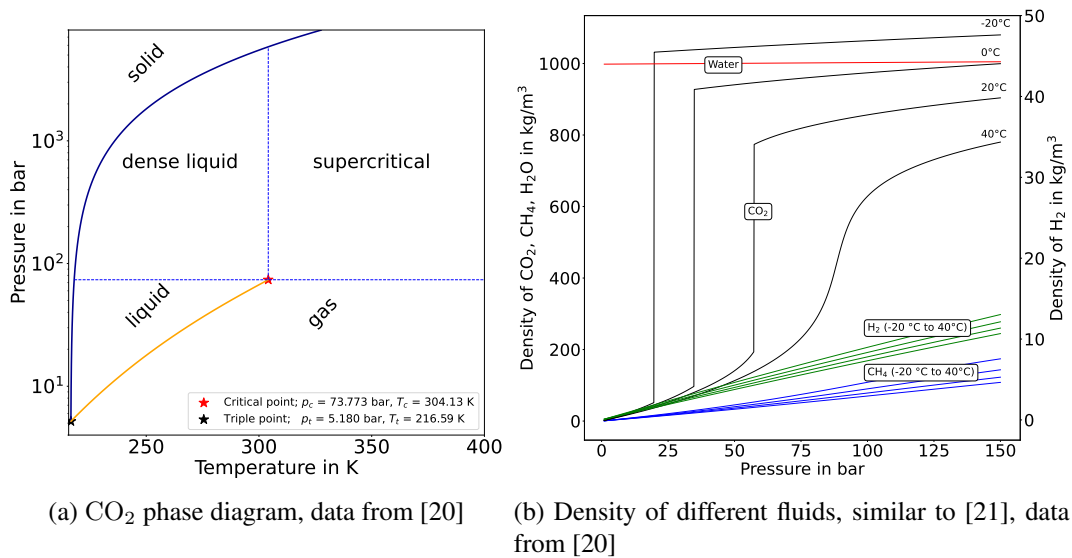 solid
dense liquid
supercritical
liquid
gas
10³
10²
10¹
Pressure in bar
Critical point; p_c = 73.773 bar, T_c = 304.13 K
Triple point; p_t = 5.180 bar, T_t = 216.59 K
250
300
350
400
Temperature in K
(a) CO₂ phase diagram, data from [20]
-20°C
0°C
20°C
40°C
Water
CO₂
H₂ (-20 °C to 40°C)
CH₄ (-20 °C to 40°C)
1000
800
600
400
200
0
Density of CO₂, CH₄, H₂O in kg/m³
50
40
30
20
10
0
Density of H₂ in kg/m³
0
25
50
75
100
125
150
Pressure in bar
(b) Density of different fluids, similar to [21], data
from [20]